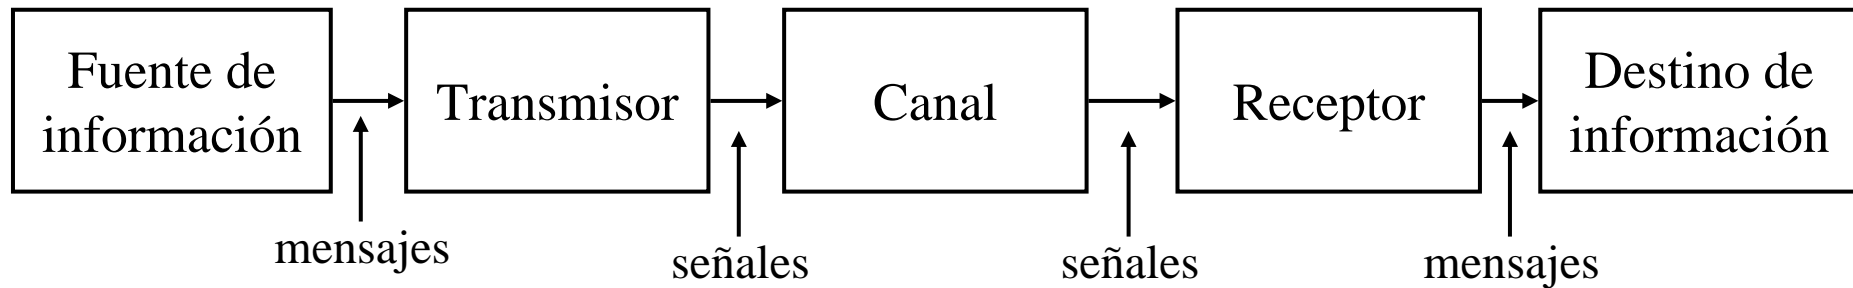 Fuente de
información
Transmisor
Canal
Receptor
Destino de
información
mensajes
señales
señales
mensajes